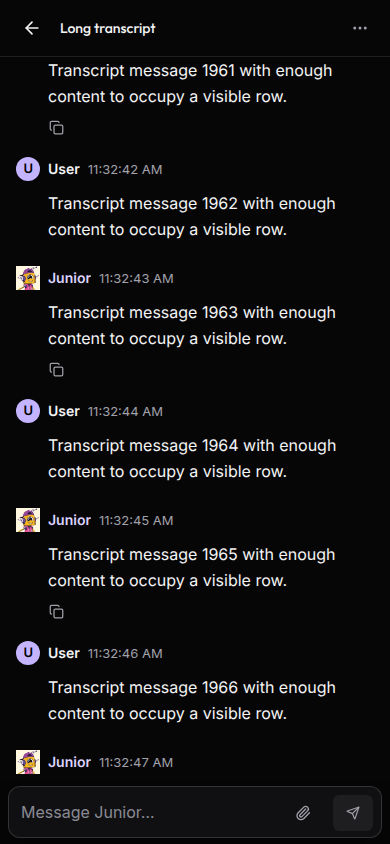 Long transcript
Transcript message 1961 with enough
content to occupy a visible row.
U User 11:32:42 AM
Transcript message 1962 with enough
content to occupy a visible row.
Junior 11:32:43 AM
Transcript message 1963 with enough
content to occupy a visible row.
U User 11:32:44 AM
Transcript message 1964 with enough
content to occupy a visible row.
Junior 11:32:45 AM
Transcript message 1965 with enough
content to occupy a visible row.
U User 11:32:46 AM
Transcript message 1966 with enough
content to occupy a visible row.
Junior 11:32:47 AM
Message Junior...